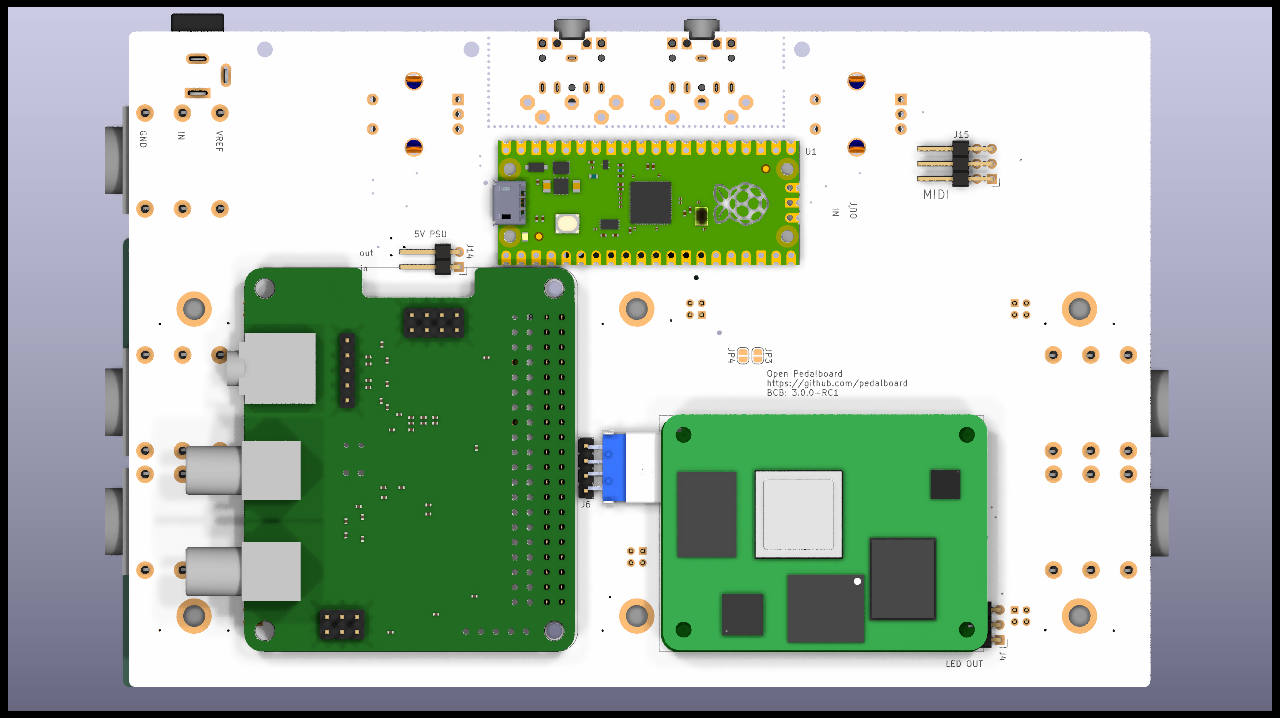 GND
IN
VREF
J15
MIDI
U1
IN
OUT
5V PSU
out
in
J14
JP4
JP3
Open Pedalboard
https://github.com/pedalboard
BCB: 3.0.0-RC1
J6
LED OUT
J4